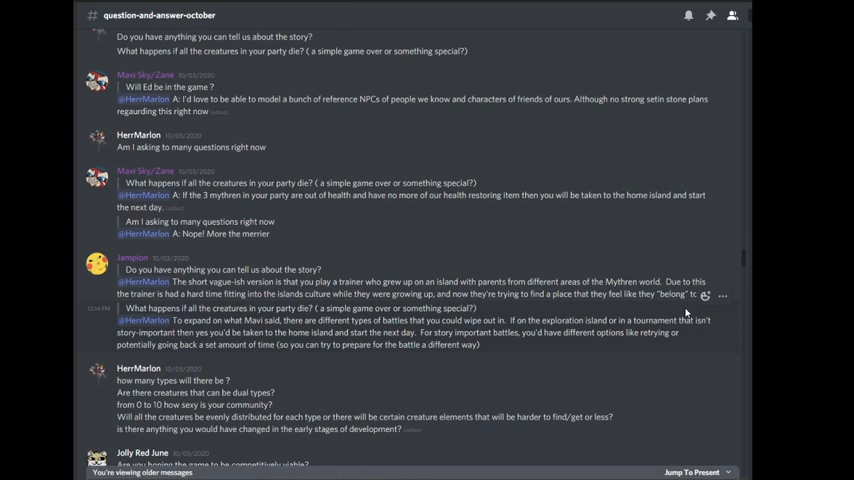 # question-and-answer-october
Do you have anything you can tell us about the story?
What happens if all the creatures in your party die? ( a simple game over or something special?)
Mavi Sky/Zane 10/03/2020
Will Ed be in the game ?
@HerrMarlon A: I'd love to be able to model a bunch of reference NPCs of people we know and characters of friends of ours. Although no strong setin stone plans
regaurding this right now (edited)
HerrMarlon 10/03/2020
Am I asking to many questions right now
Mavi Sky/Zane 10/03/2020
What happens if all the creatures in your party die? ( a simple game over or something special?)
@HerrMarlon A: If the 3 mythren in your party are out of health and have no more of our health restoring item then you will be taken to the home island and start
the next day. (edited)
Am I asking to many questions right now
@HerrMarlon A: Nope! More the merrier
Jampion 10/03/2020
Do you have anything you can tell us about the story?
@HerrMarlon The short vague-ish version is that you play a trainer who grew up on an island with parents from different areas of the Mythren world. Due to this
the trainer is had a hard time fitting into the islands culture while they were growing up, and now they're trying to find a place that they feel like they "belong" tc
12:14 PM What happens if all the creatures in your party die? ( a simple game over or something special?)
@HerrMarlon To expand on what Mavi said, there are different types of battles that you could wipe out in. If on the exploration island or in a tournament that isn't
story-important then yes you'd be taken to the home island and start the next day. For story important battles, you'd have different options like retrying or
potentially going back a set amount of time (so you can try to prepare for the battle a different way)
HerrMarlon 10/03/2020
how many types will there be ?
Are there creatures that can be dual types?
from 0 to 10 how sexy is your community?
Will all the creatures be evenly distributed for each type or there will be certain creature elements that will be harder to find/get or less?
is there anything you would have changed in the early stages of development? (edited)
Jolly Red June 10/03/2020
Are you hoping the game to be competitively viable?
You're viewing older messages Jump To Present